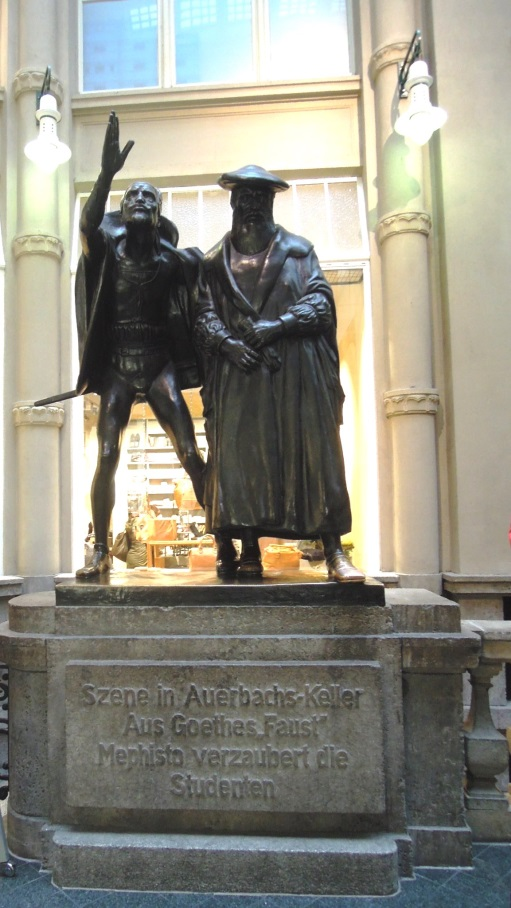 Szene in Auerbachs-Keller
Aus Goethes „Faust"
Mephisto verzaubert die
Studenten